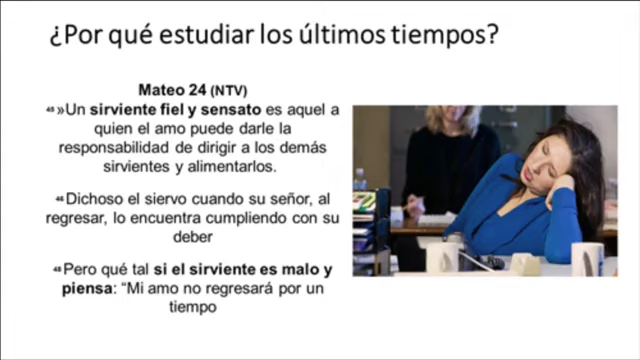 ¿Por qué estudiar los últimos tiempos?
Mateo 24 (NTV)
45 »Un sirviente fiel y sensato es aquel a
quien el amo puede darle la
responsabilidad de dirigir a los demás
sirvientes y alimentarlos.
Dichoso el siervo cuando su señor, al
regresar, lo encuentra cumpliendo con su
deber
Pero qué tal si el sirviente es malo y
piensa: “Mi amo no regresará por un
tiempo